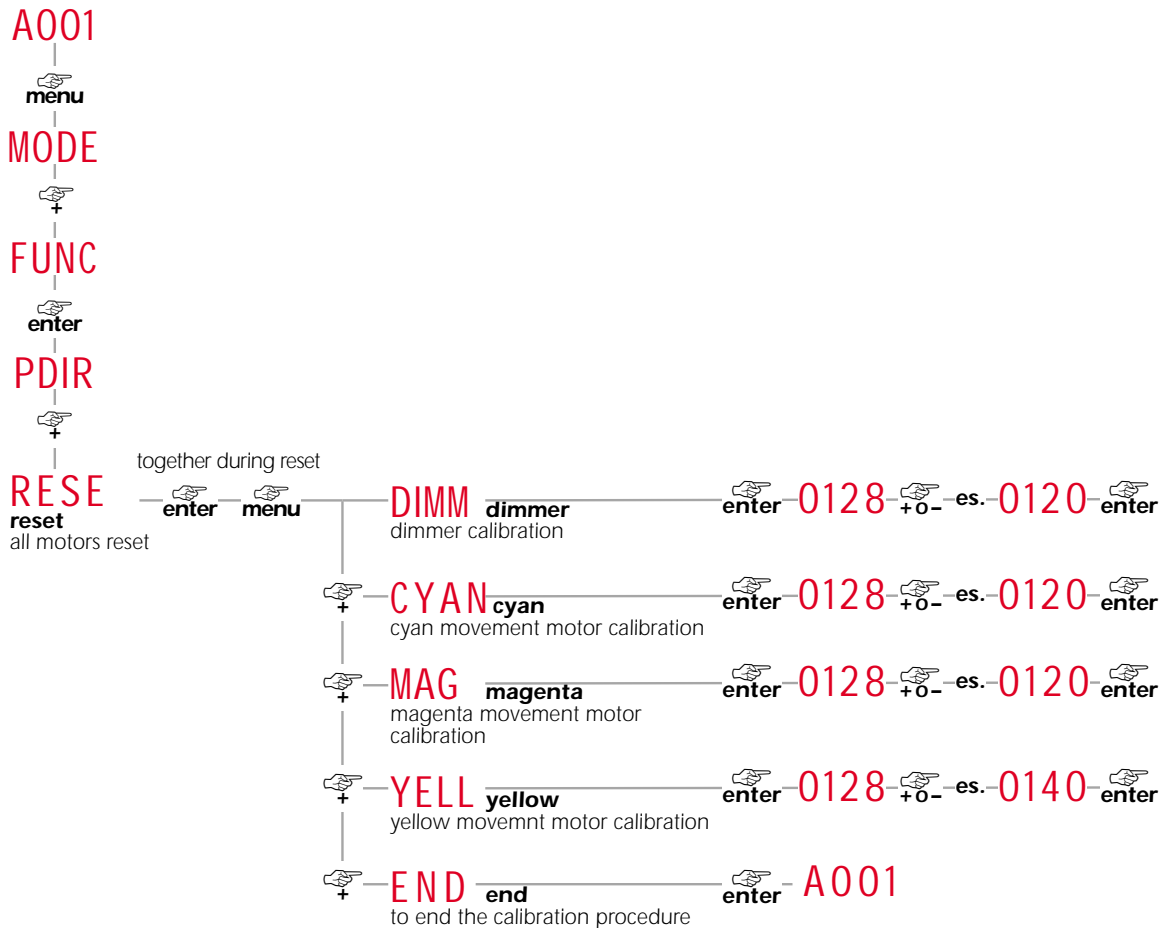 A001
menu
MODE
+
FUNC
enter
PDIR
+
together during reset
RESE enter menu DIMM dimmer enter 0128 +o- es. 0120 enter
reset
all motors reset
dimmer calibration
+ CYAN cyan enter 0128 +o- es. 0120 enter
cyan movement motor calibration
+ MAG magenta enter 0128 +o- es. 0120 enter
magenta movement motor
calibration
+ YELL yellow enter 0128 +o- es. 0140 enter
yellow movemnt motor calibration
+ END end enter A001
to end the calibration procedure